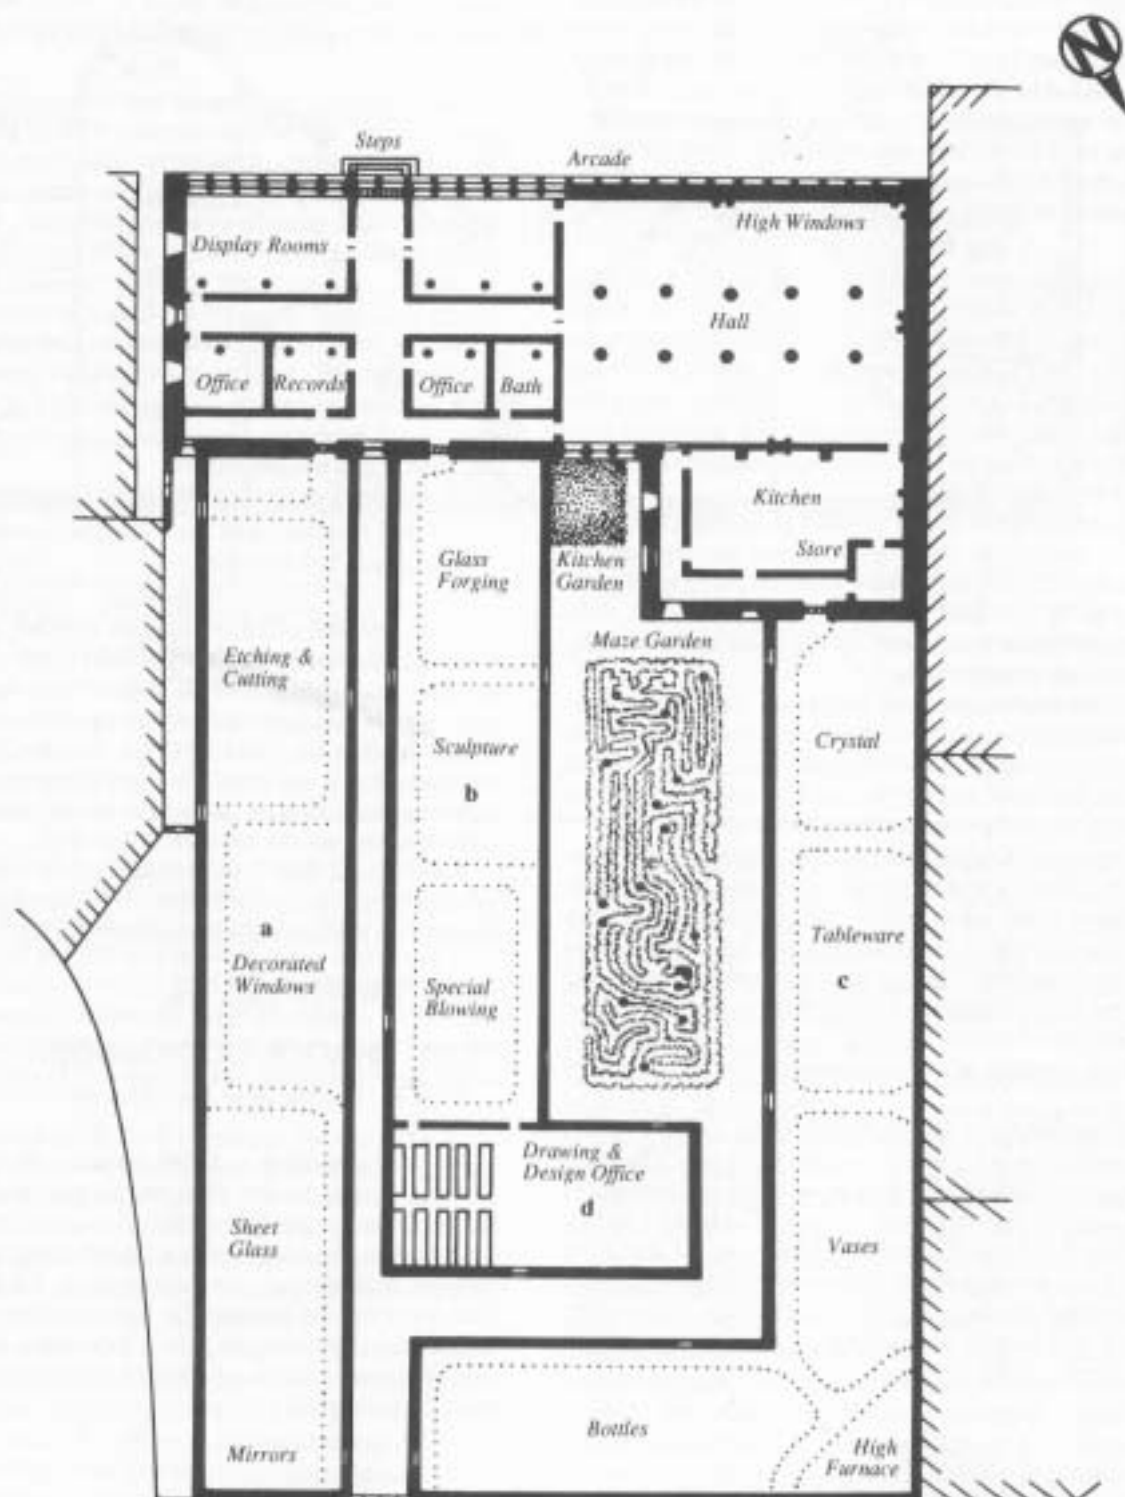 N
Steps
Arcade
High Windows
Display Rooms
Hall
Office
Records
Office
Bath
Kitchen
Store
Glass
Forging
Kitchen
Garden
Maze Garden
Etching &
Cutting
Sculpture
b
Crystal
a
Decorated
Windows
Tableware
c
Special
Blowing
Drawing &
Design Office
d
Sheet
Glass
Vases
Bottles
Mirrors
High
Furnace